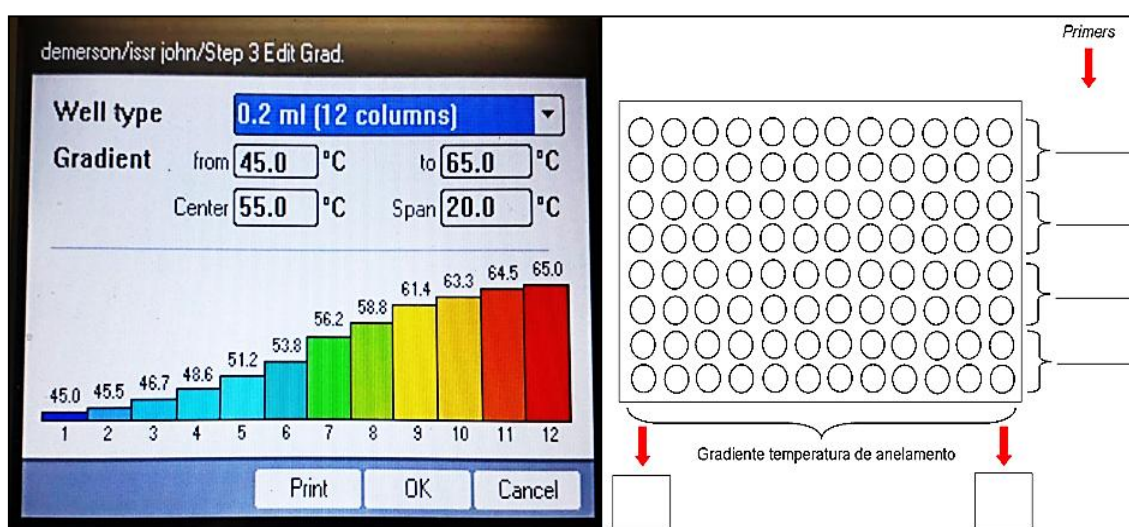 demerson/issr john/Step 3 Edit Grad.
Well type 0.2 ml (12 columns)
Gradient from 45.0 °C to 65.0 °C
Center 55.0 °C Span 20.0 °C
45.0 45.5 46.7 48.6 51.2 53.8 56.2 58.8 61.4 63.3 64.5 65.0
1 2 3 4 5 6 7 8 9 10 11 12
Print OK Cancel
Primers
Gradiente temperatura de anelamento